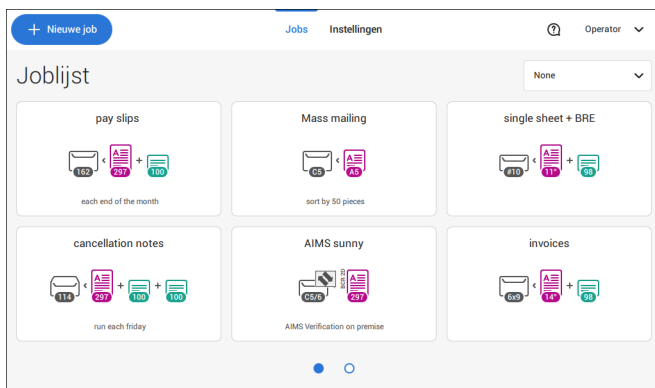 + Nieuwe job
Jobs
Instellingen
Operator
Joblijst
None
pay slips
162
A
297
+
100
each end of the month
Mass mailing
C5
A
A5
sort by 50 pieces
single sheet + BRE
#10
A
11"
+
98
cancellation notes
114
A
297
+
100
+
100
run each friday
AIMS sunny
C5/6
BCR 2D
A
297
AIMS Verification on premise
invoices
6x9
A
14"
+
98